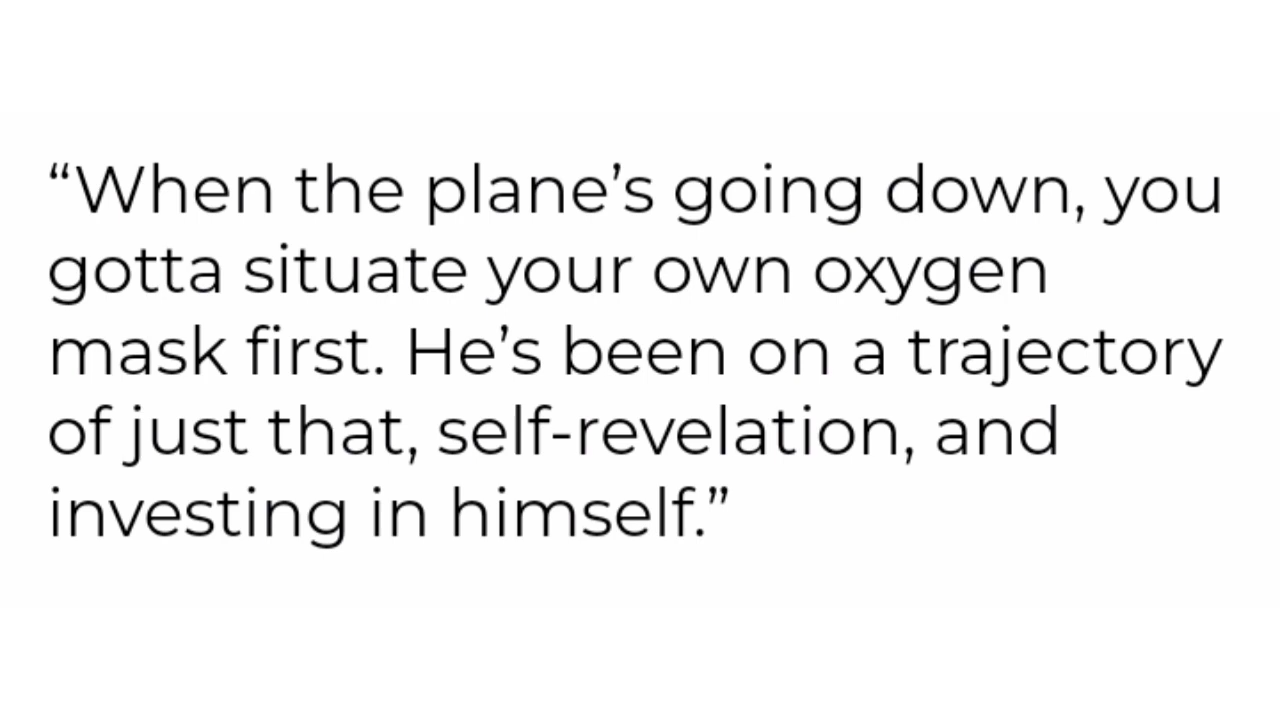 “When the plane’s going down, you
gotta situate your own oxygen
mask first. He’s been on a trajectory
of just that, self-revelation, and
investing in himself.”